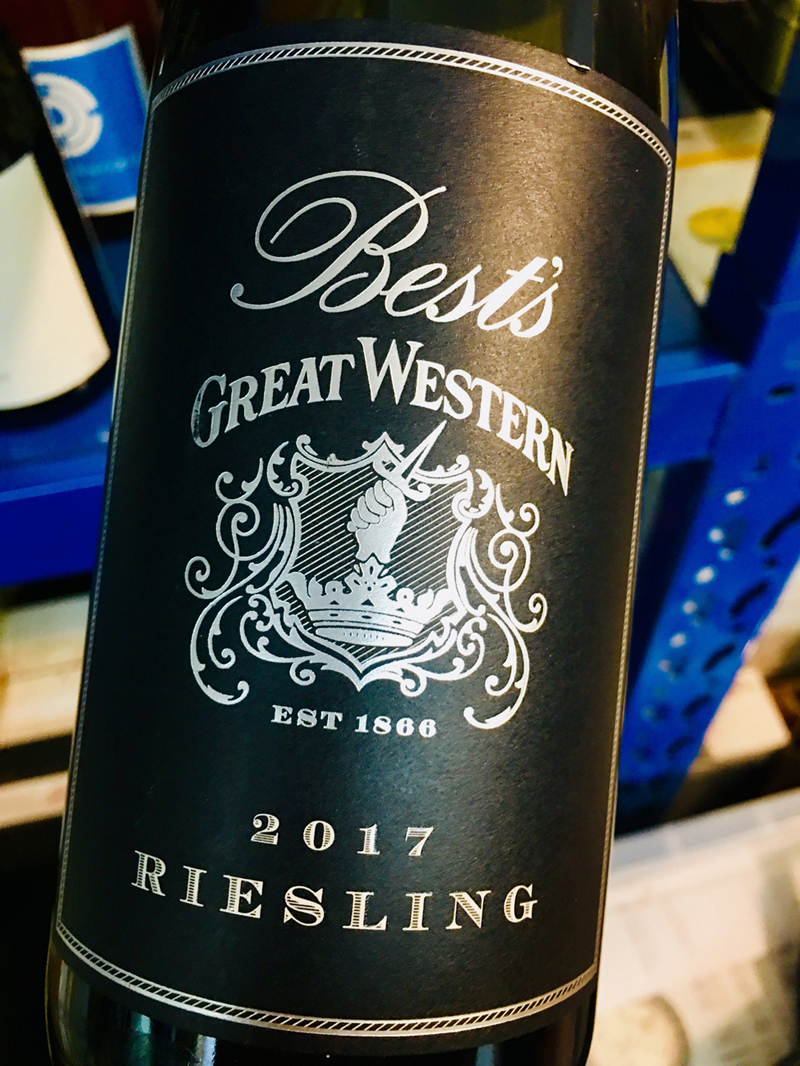 Best's
GREAT WESTERN
EST 1866
2017
RIESLING